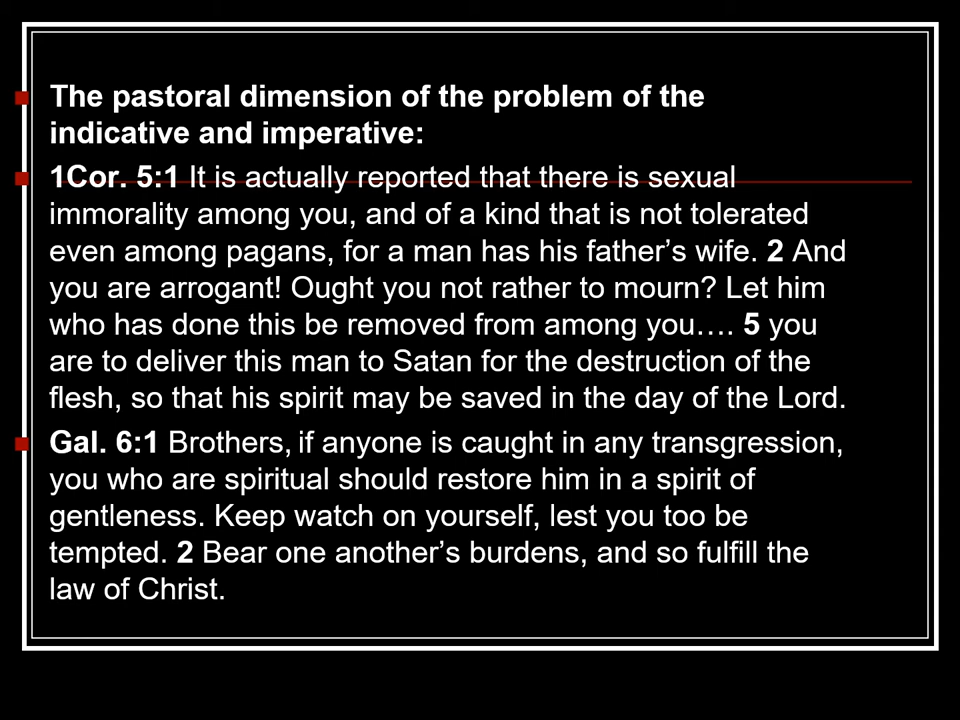 The pastoral dimension of the problem of the
indicative and imperative:
1Cor. 5:1 It is actually reported that there is sexual
immorality among you, and of a kind that is not tolerated
even among pagans, for a man has his father’s wife. 2 And
you are arrogant! Ought you not rather to mourn? Let him
who has done this be removed from among you…. 5 you
are to deliver this man to Satan for the destruction of the
flesh, so that his spirit may be saved in the day of the Lord.
Gal. 6:1 Brothers, if anyone is caught in any transgression,
you who are spiritual should restore him in a spirit of
gentleness. Keep watch on yourself, lest you too be
tempted. 2 Bear one another’s burdens, and so fulfill the
law of Christ.